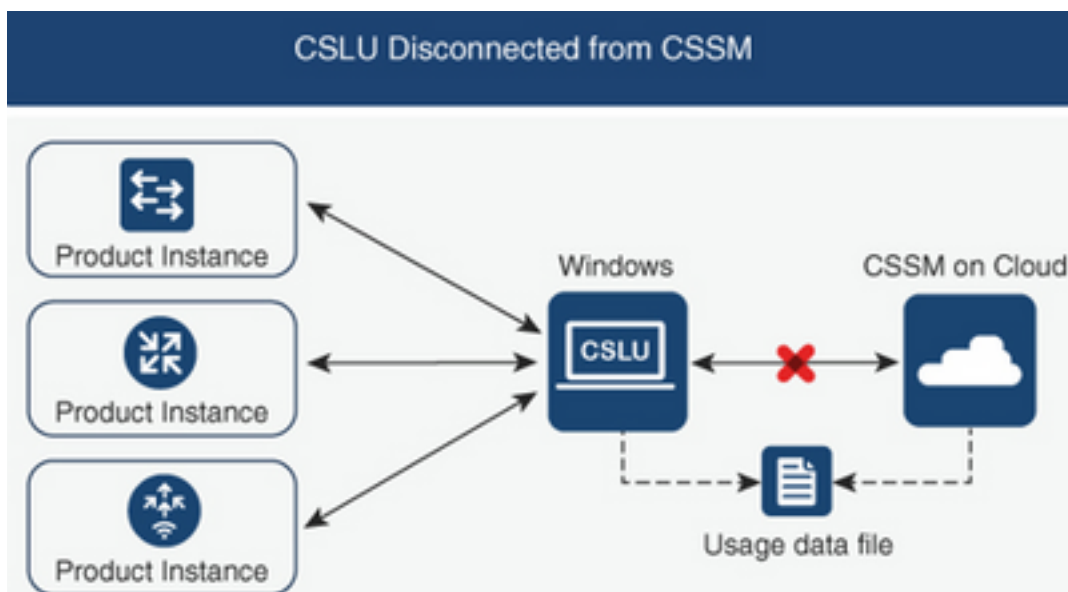 CSLU Disconnected from CSSM
Product Instance
Windows
CSSM on Cloud
CSLU
Product Instance
Usage data file
Product Instance